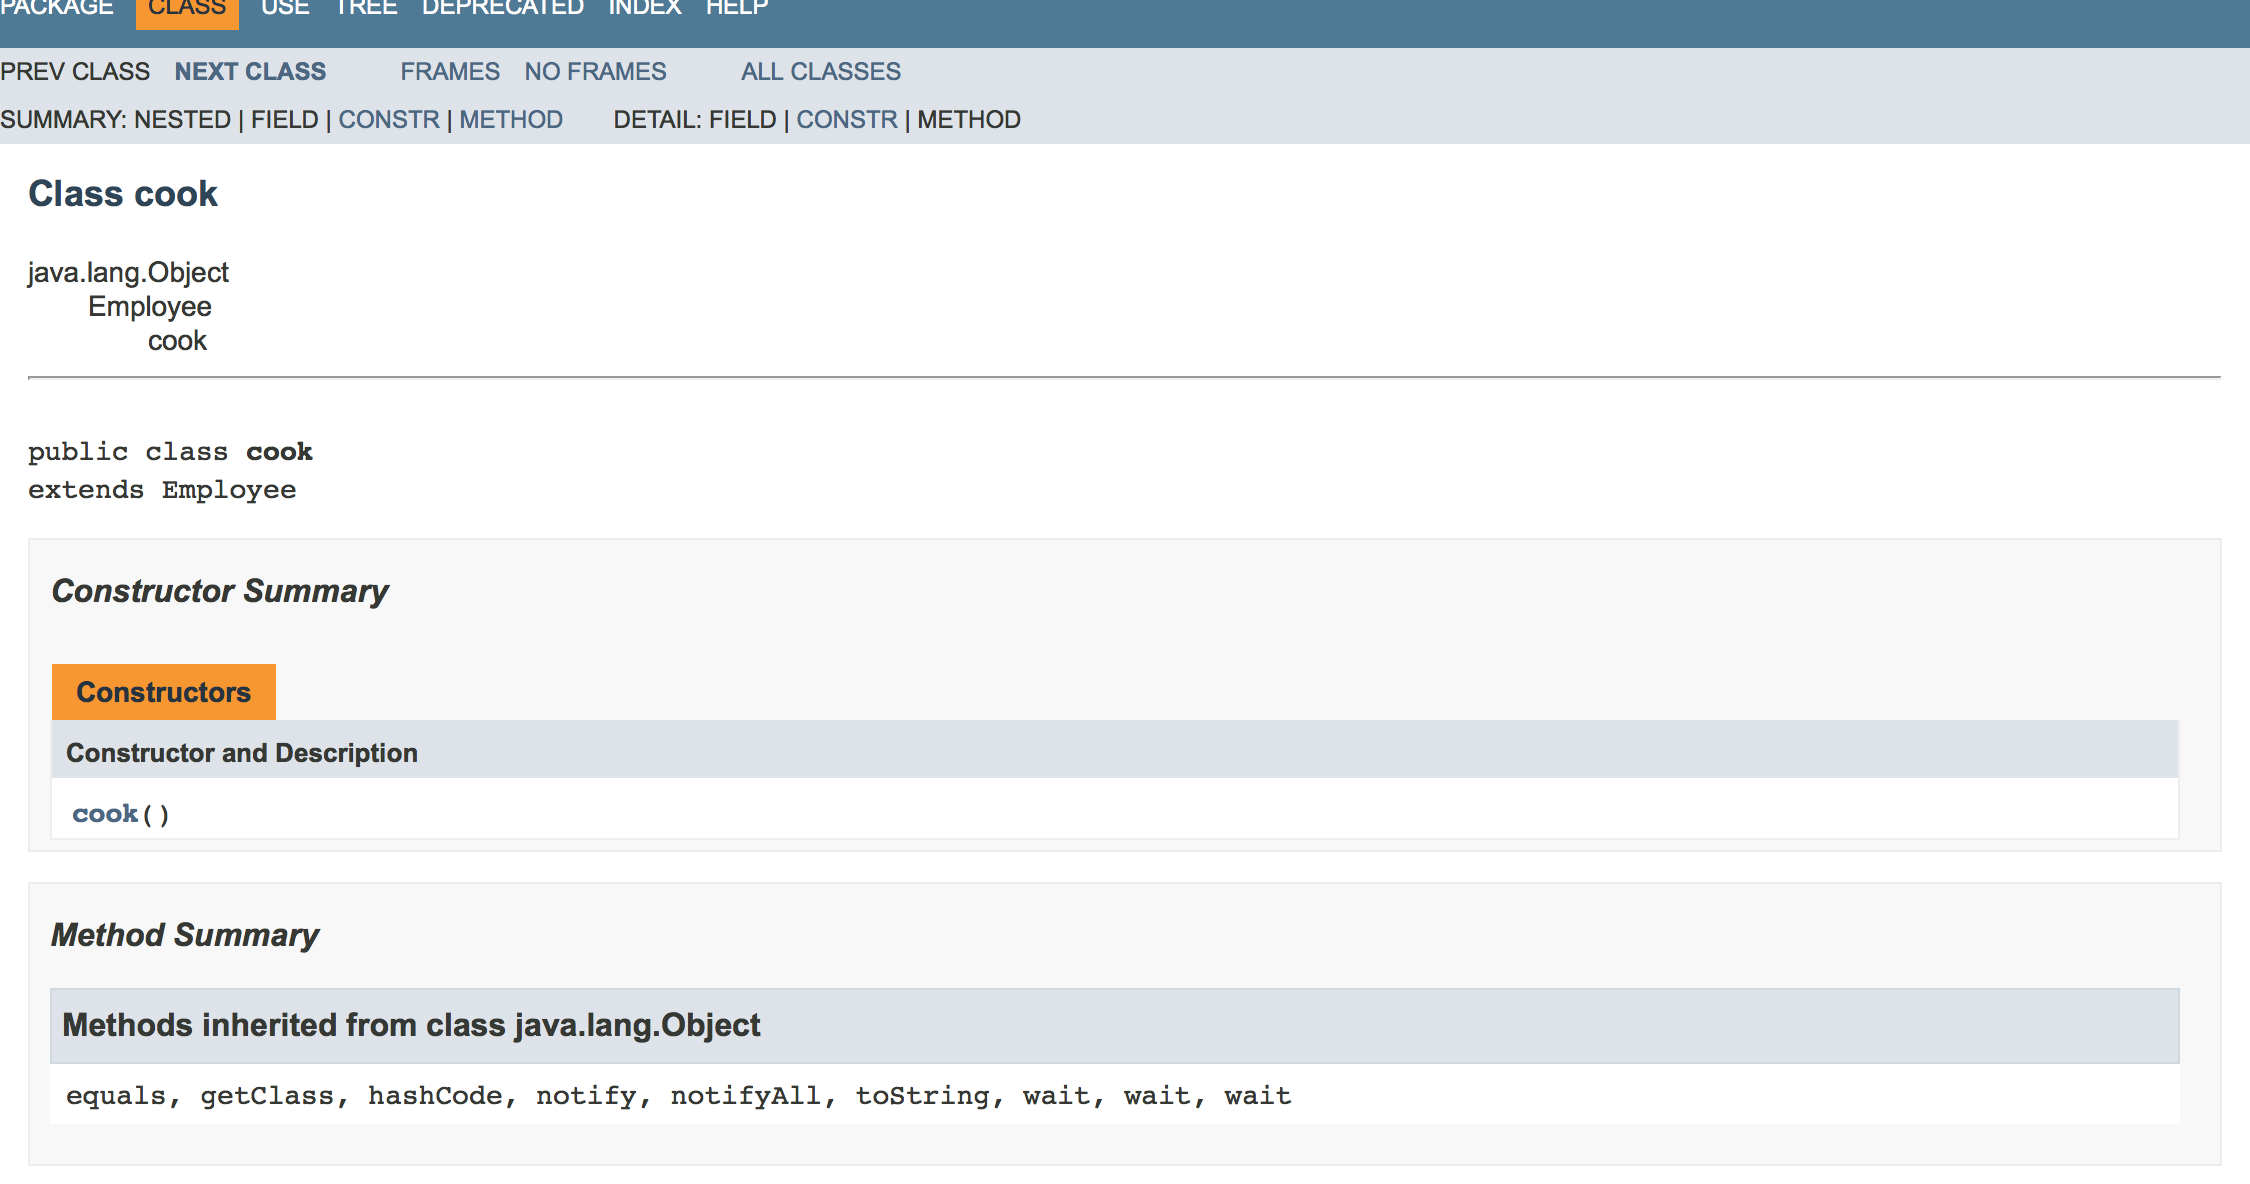 PACKAGE CLASS USE TREE DEPRECATED INDEX HELP
PREV CLASS NEXT CLASS FRAMES NO FRAMES ALL CLASSES
SUMMARY: NESTED | FIELD | CONSTR | METHOD DETAIL: FIELD | CONSTR | METHOD
Class cook
java.lang.Object
Employee
cook
public class cook
extends Employee
Constructor Summary
Constructors
Constructor and Description
cook()
Method Summary
Methods inherited from class java.lang.Object
equals, getClass, hashCode, notify, notifyAll, toString, wait, wait, wait